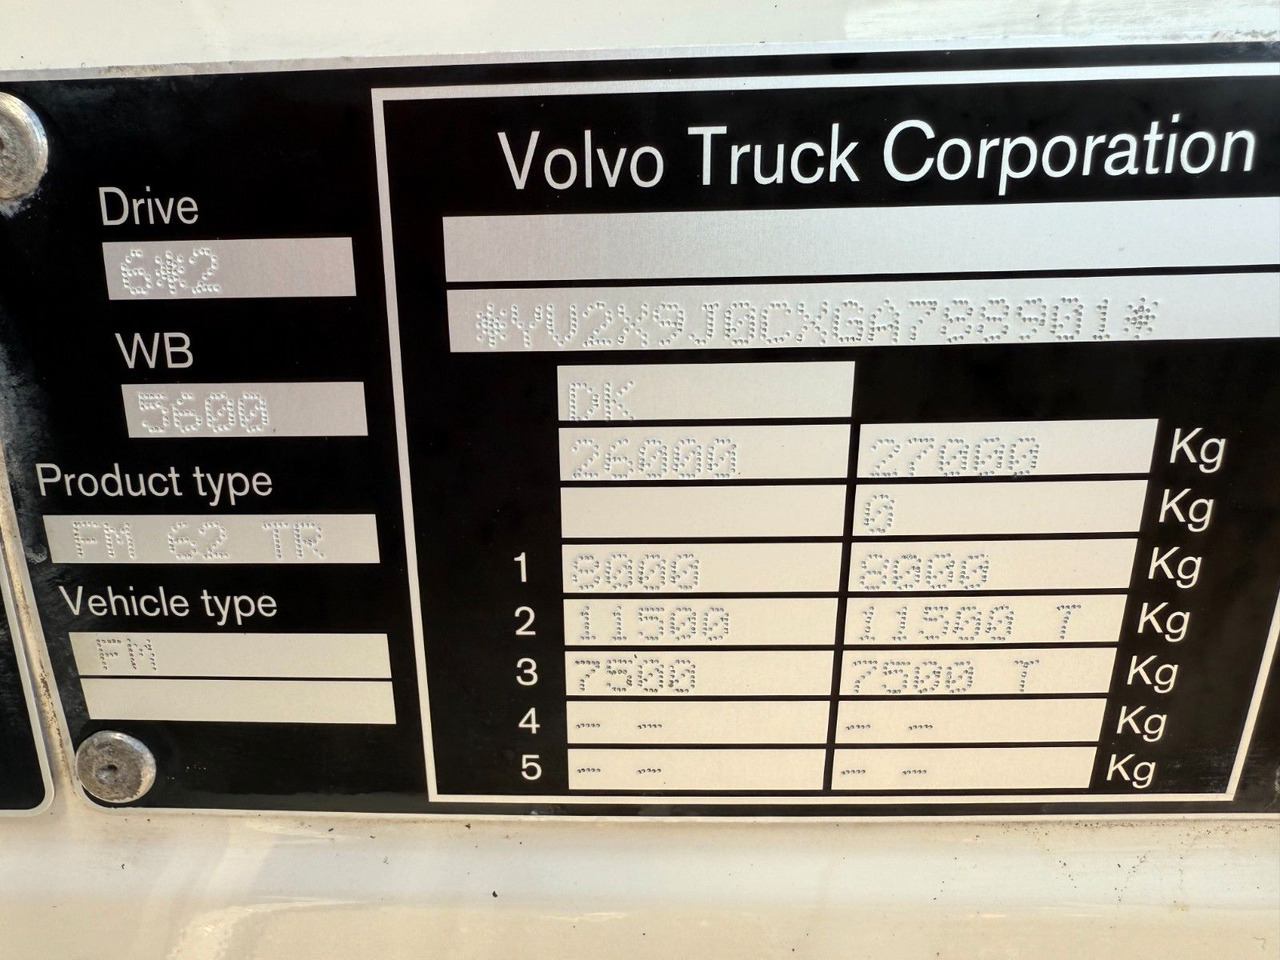 Volvo Truck Corporation
Drive
6*2
*YV2X9J0CXGA788901*
WB
5600
DK
26000 27000 Kg
0 Kg
Product type
FM 62 TR
1 8000 8000 Kg
Vehicle type
FM
2 11500 11500 T Kg
3 7500 7500 T Kg
4 -- -- -- -- Kg
5 -- -- -- -- Kg